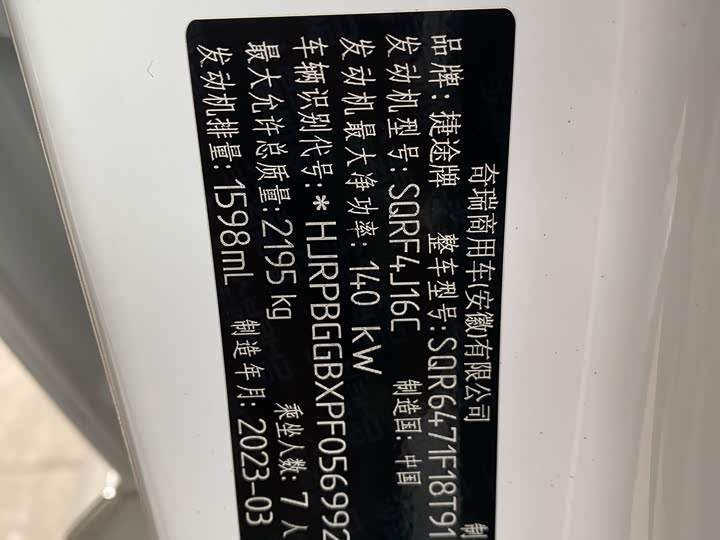 奇瑞商用车(安徽)有限公司 制
品牌:捷途牌 整车型号:SQR6471F18T91
发动机型号:SQRF4J16C 制造国:中国
发动机最大净功率:140 kW
车辆识别代号:*HJRPBGGBXPF056992
最大允许总质量:2195kg 乘坐人数:7人
发动机排量:1598mL 制造年月:2023-03